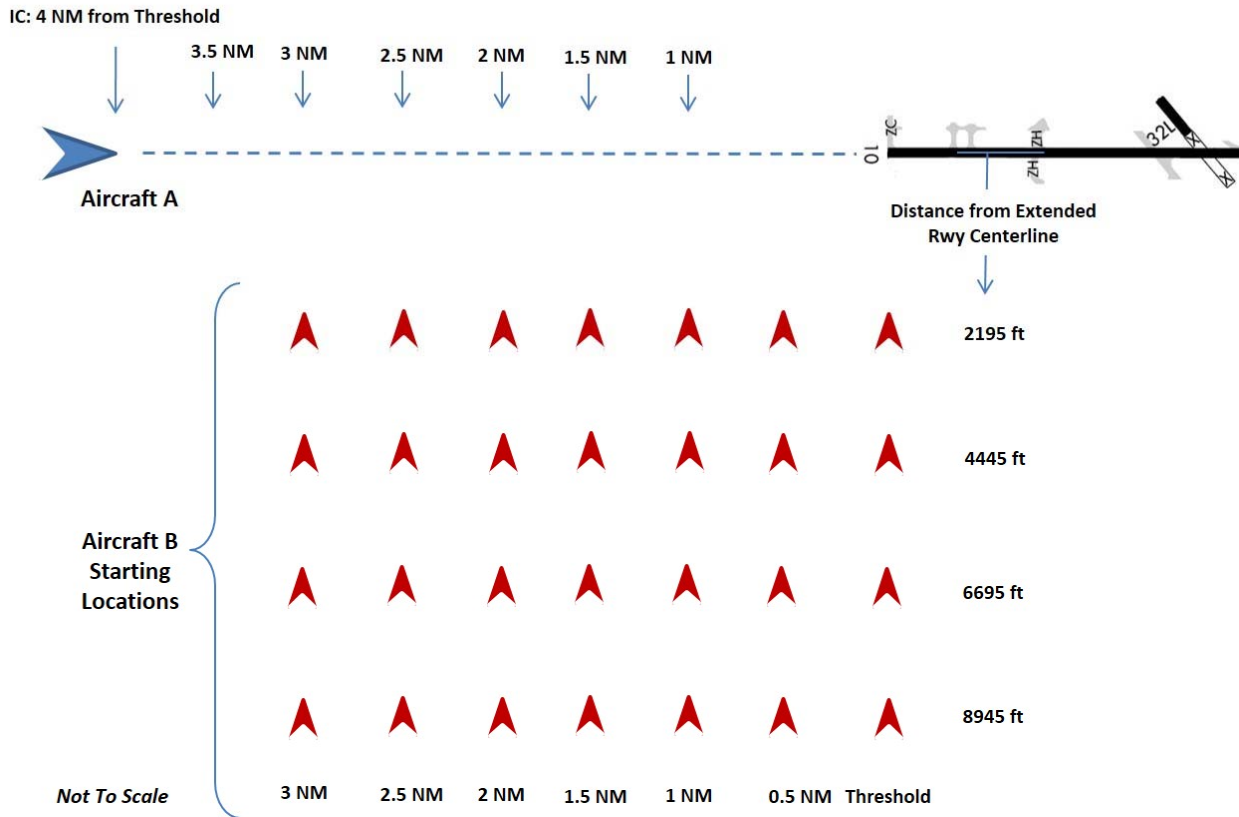 IC: 4 NM from Threshold
3.5 NM
3 NM
2.5 NM
2 NM
1.5 NM
1 NM
Aircraft A
10
ZC
ZH
ZH
32L
X
X
Distance from Extended
Rwy Centerline
2195 ft
4445 ft
Aircraft B
Starting
Locations
6695 ft
8945 ft
Not To Scale
3 NM
2.5 NM
2 NM
1.5 NM
1 NM
0.5 NM
Threshold